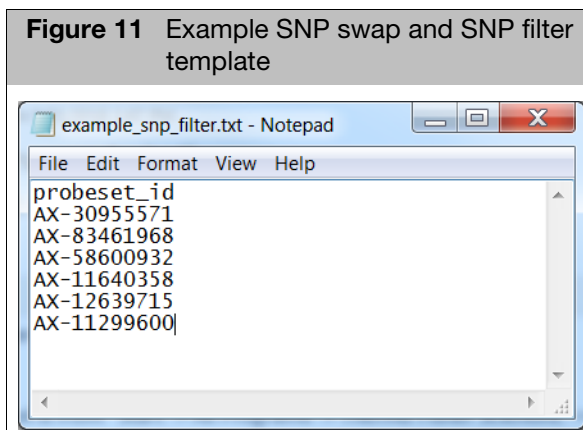 Figure 11 Example SNP swap and SNP filter
template
example_snp_filter.txt - Notepad
File Edit Format View Help
probeset_id
AX-30955571
AX-83461968
AX-58600932
AX-11640358
AX-12639715
AX-11299600